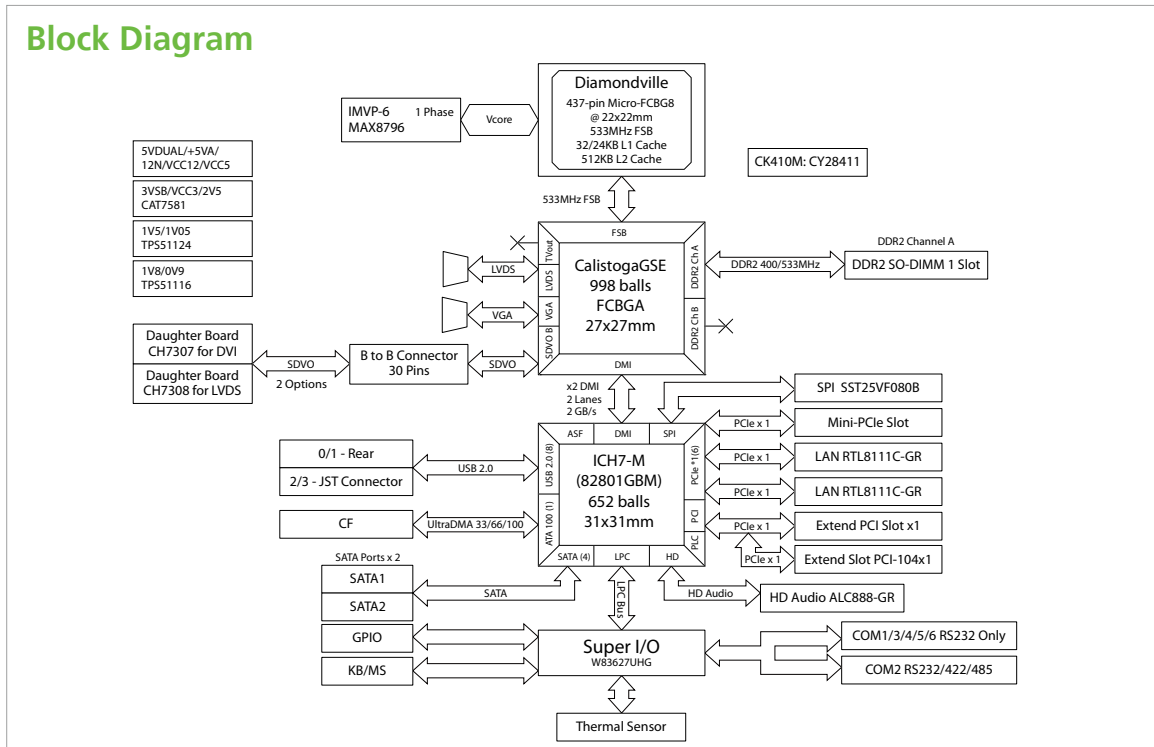 Block Diagram
Diamondville
437-pin Micro-FCBG8
@ 22x22mm
533MHz FSB
32/24KB L1 Cache
512KB L2 Cache
IMVP-6 1 Phase
MAX8796
Vcore
CK410M: CY28411
5VDUAL/+5VA/
12N/VCC12/VCC5
3VSB/VCC3/2V5
CAT7581
1V5/1V05
TPS51124
1V8/0V9
TPS51116
533MHz FSB
FSB
TVout
LVDS
VGA
SDVO B
CalistogaGSE
998 balls
FCBGA
27x27mm
DDR2 Ch A
DDR2 Ch B
DMI
LVDS
VGA
DDR2 400/533MHz
DDR2 Channel A
DDR2 SO-DIMM 1 Slot
Daughter Board
CH7307 for DVI
Daughter Board
CH7308 for LVDS
SDVO
2 Options
B to B Connector
30 Pins
SDVO
x2 DMI
2 Lanes
2 GB/s
SPI SST25VF080B
ASF
DMI
SPI
USB 2.0 (8)
ATA 100 (1)
ICH7-M
(82801GBM)
652 balls
31x31mm
PCIe *1(6)
PCI
PLC
SATA (4)
LPC
HD
PCIe x 1
Mini-PCIe Slot
PCIe x 1
LAN RTL8111C-GR
PCIe x 1
LAN RTL8111C-GR
PCIe x 1
Extend PCI Slot x1
PCIe x 1
Extend Slot PCI-104x1
0/1 - Rear
2/3 - JST Connector
USB 2.0
CF
UltraDMA 33/66/100
SATA Ports x 2
SATA1
SATA2
SATA
LPC Bus
HD Audio
HD Audio ALC888-GR
GPIO
KB/MS
Super I/O
W83627UHG
COM1/3/4/5/6 RS232 Only
COM2 RS232/422/485
Thermal Sensor